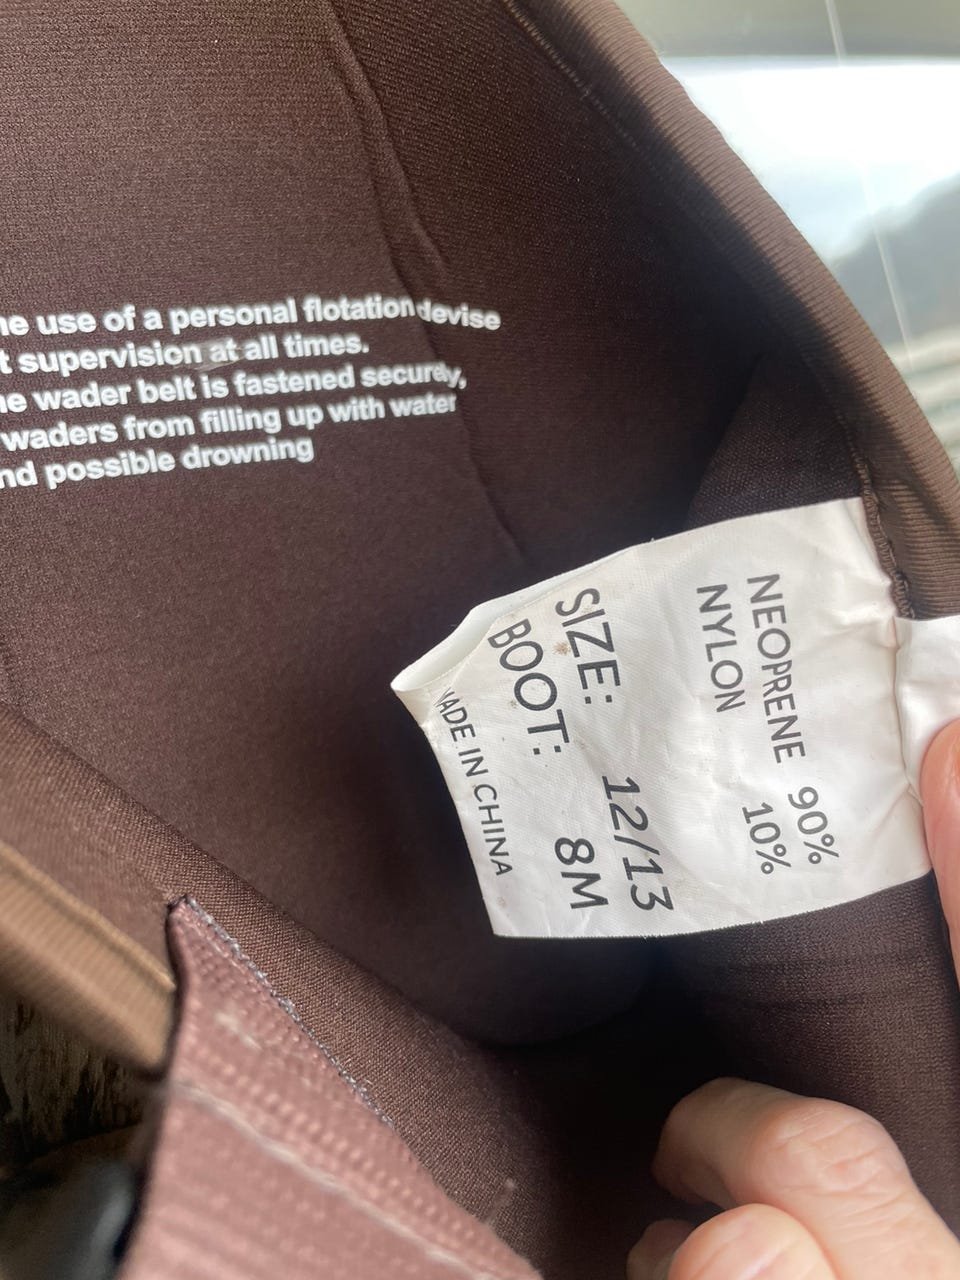 he use of a personal flotation devise
t supervision at all times.
he wader belt is fastened securely,
waders from filling up with water
nd possible drowning
NEOPRENE 90%
NYLON 10%
SIZE: 12/13
BOOT: 8M
MADE IN CHINA